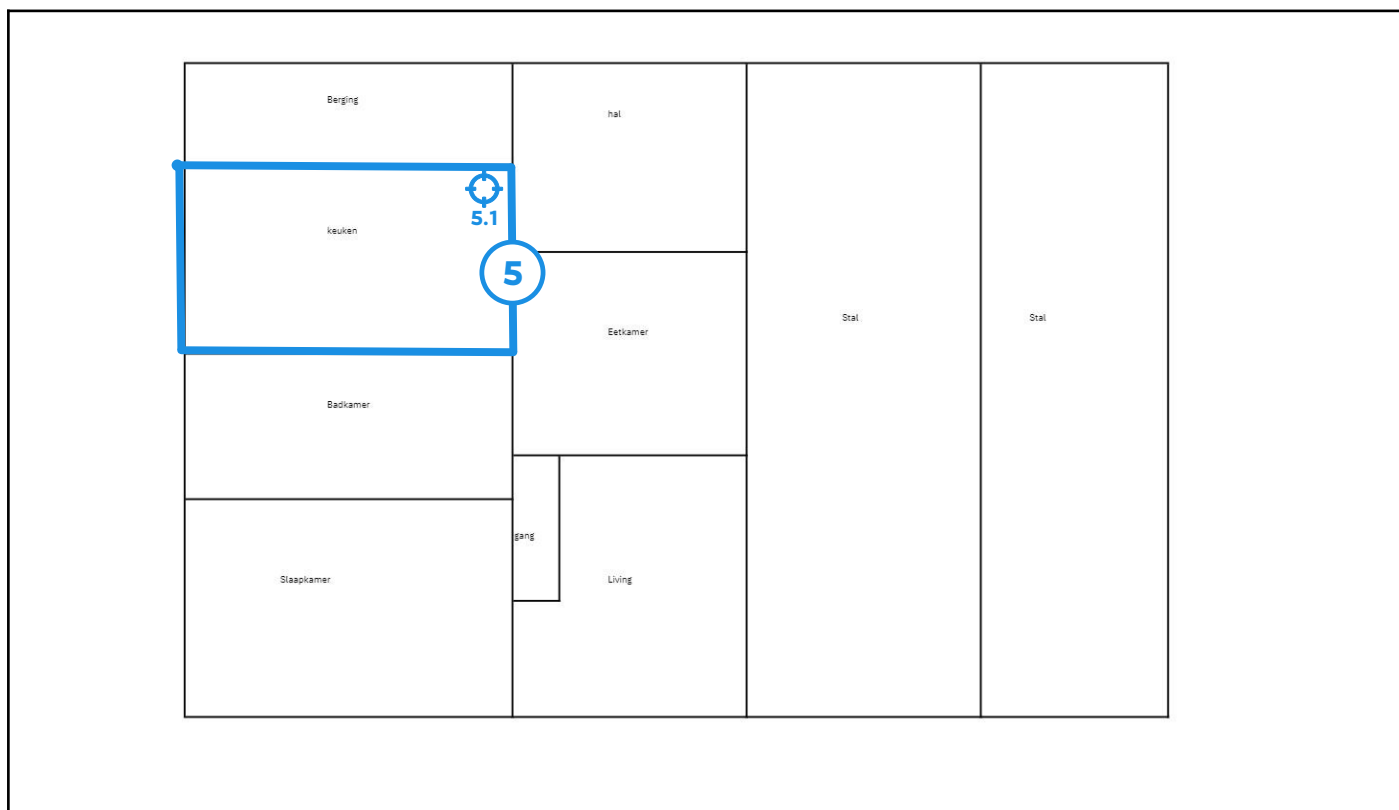 Berging
hal
5.1
keuken
5
Stal
Stal
Eetkamer
Badkamer
gang
Slaapkamer
Living